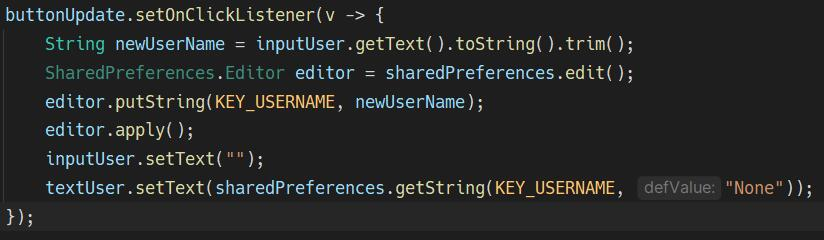 buttonUpdate.setOnClickListener(v -> {
    String newUserName = inputUser.getText().toString().trim();
    SharedPreferences.Editor editor = sharedPreferences.edit();
    editor.putString(KEY_USERNAME, newUserName);
    editor.apply();
    inputUser.setText("");
    textUser.setText(sharedPreferences.getString(KEY_USERNAME, defValue: "None"));
});